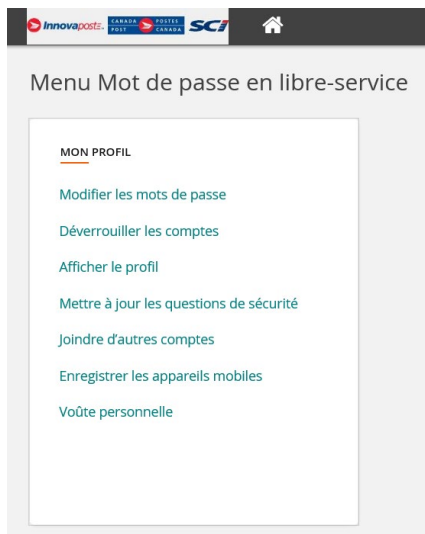 Innovapost. CANADA POST POSTES CANADA SCI
Menu Mot de passe en libre-service
MON PROFIL
Modifier les mots de passe
Déverrouiller les comptes
Afficher le profil
Mettre à jour les questions de sécurité
Joindre d'autres comptes
Enregistrer les appareils mobiles
Voûte personnelle